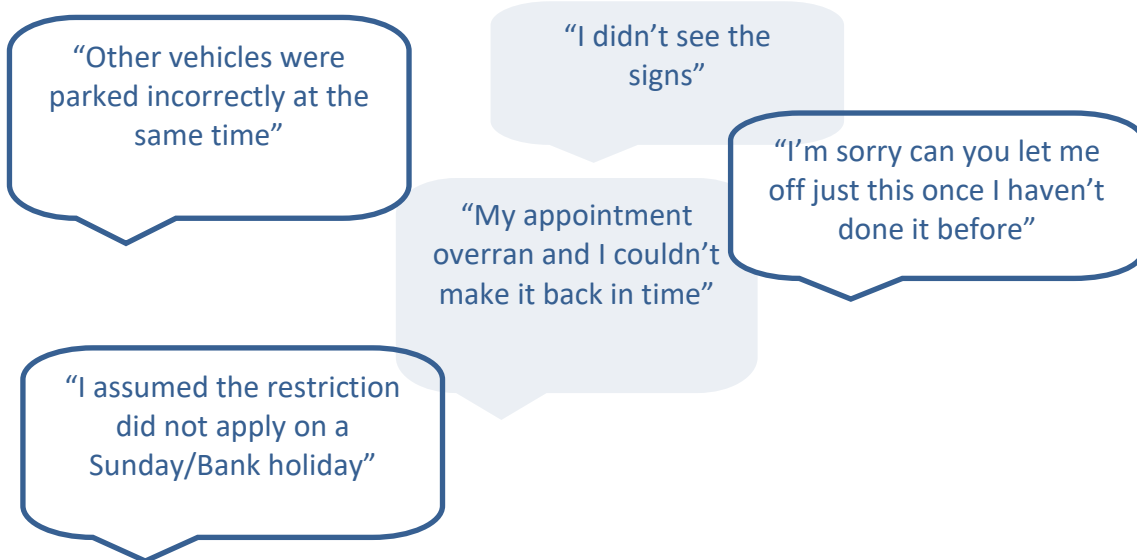 “Other vehicles were
parked incorrectly at the
same time”
“I didn’t see the
signs”
“I’m sorry can you let me
off just this once I haven’t
done it before”
“My appointment
overran and I couldn’t
make it back in time”
“I assumed the restriction
did not apply on a
Sunday/Bank holiday”